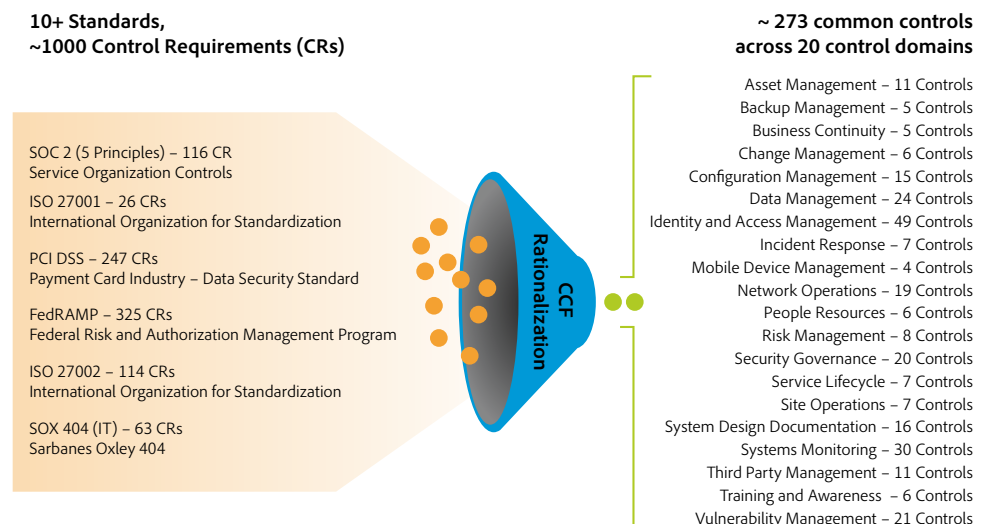 10+ Standards,
~1000 Control Requirements (CRs)
SOC 2 (5 Principles) – 116 CR
Service Organization Controls
ISO 27001 – 26 CRs
International Organization for Standardization
PCI DSS – 247 CRs
Payment Card Industry – Data Security Standard
FedRAMP – 325 CRs
Federal Risk and Authorization Management Program
ISO 27002 – 114 CRs
International Organization for Standardization
SOX 404 (IT) – 63 CRs
Sarbanes Oxley 404
CCF
Rationalization
~ 273 common controls
across 20 control domains
Asset Management – 11 Controls
Backup Management – 5 Controls
Business Continuity – 5 Controls
Change Management – 6 Controls
Configuration Management – 15 Controls
Data Management – 24 Controls
Identity and Access Management – 49 Controls
Incident Response – 7 Controls
Mobile Device Management – 4 Controls
Network Operations – 19 Controls
People Resources – 6 Controls
Risk Management – 8 Controls
Security Governance – 20 Controls
Service Lifecycle – 7 Controls
Site Operations – 7 Controls
System Design Documentation – 16 Controls
Systems Monitoring – 30 Controls
Third Party Management – 11 Controls
Training and Awareness – 6 Controls
Vulnerability Management – 21 Controls